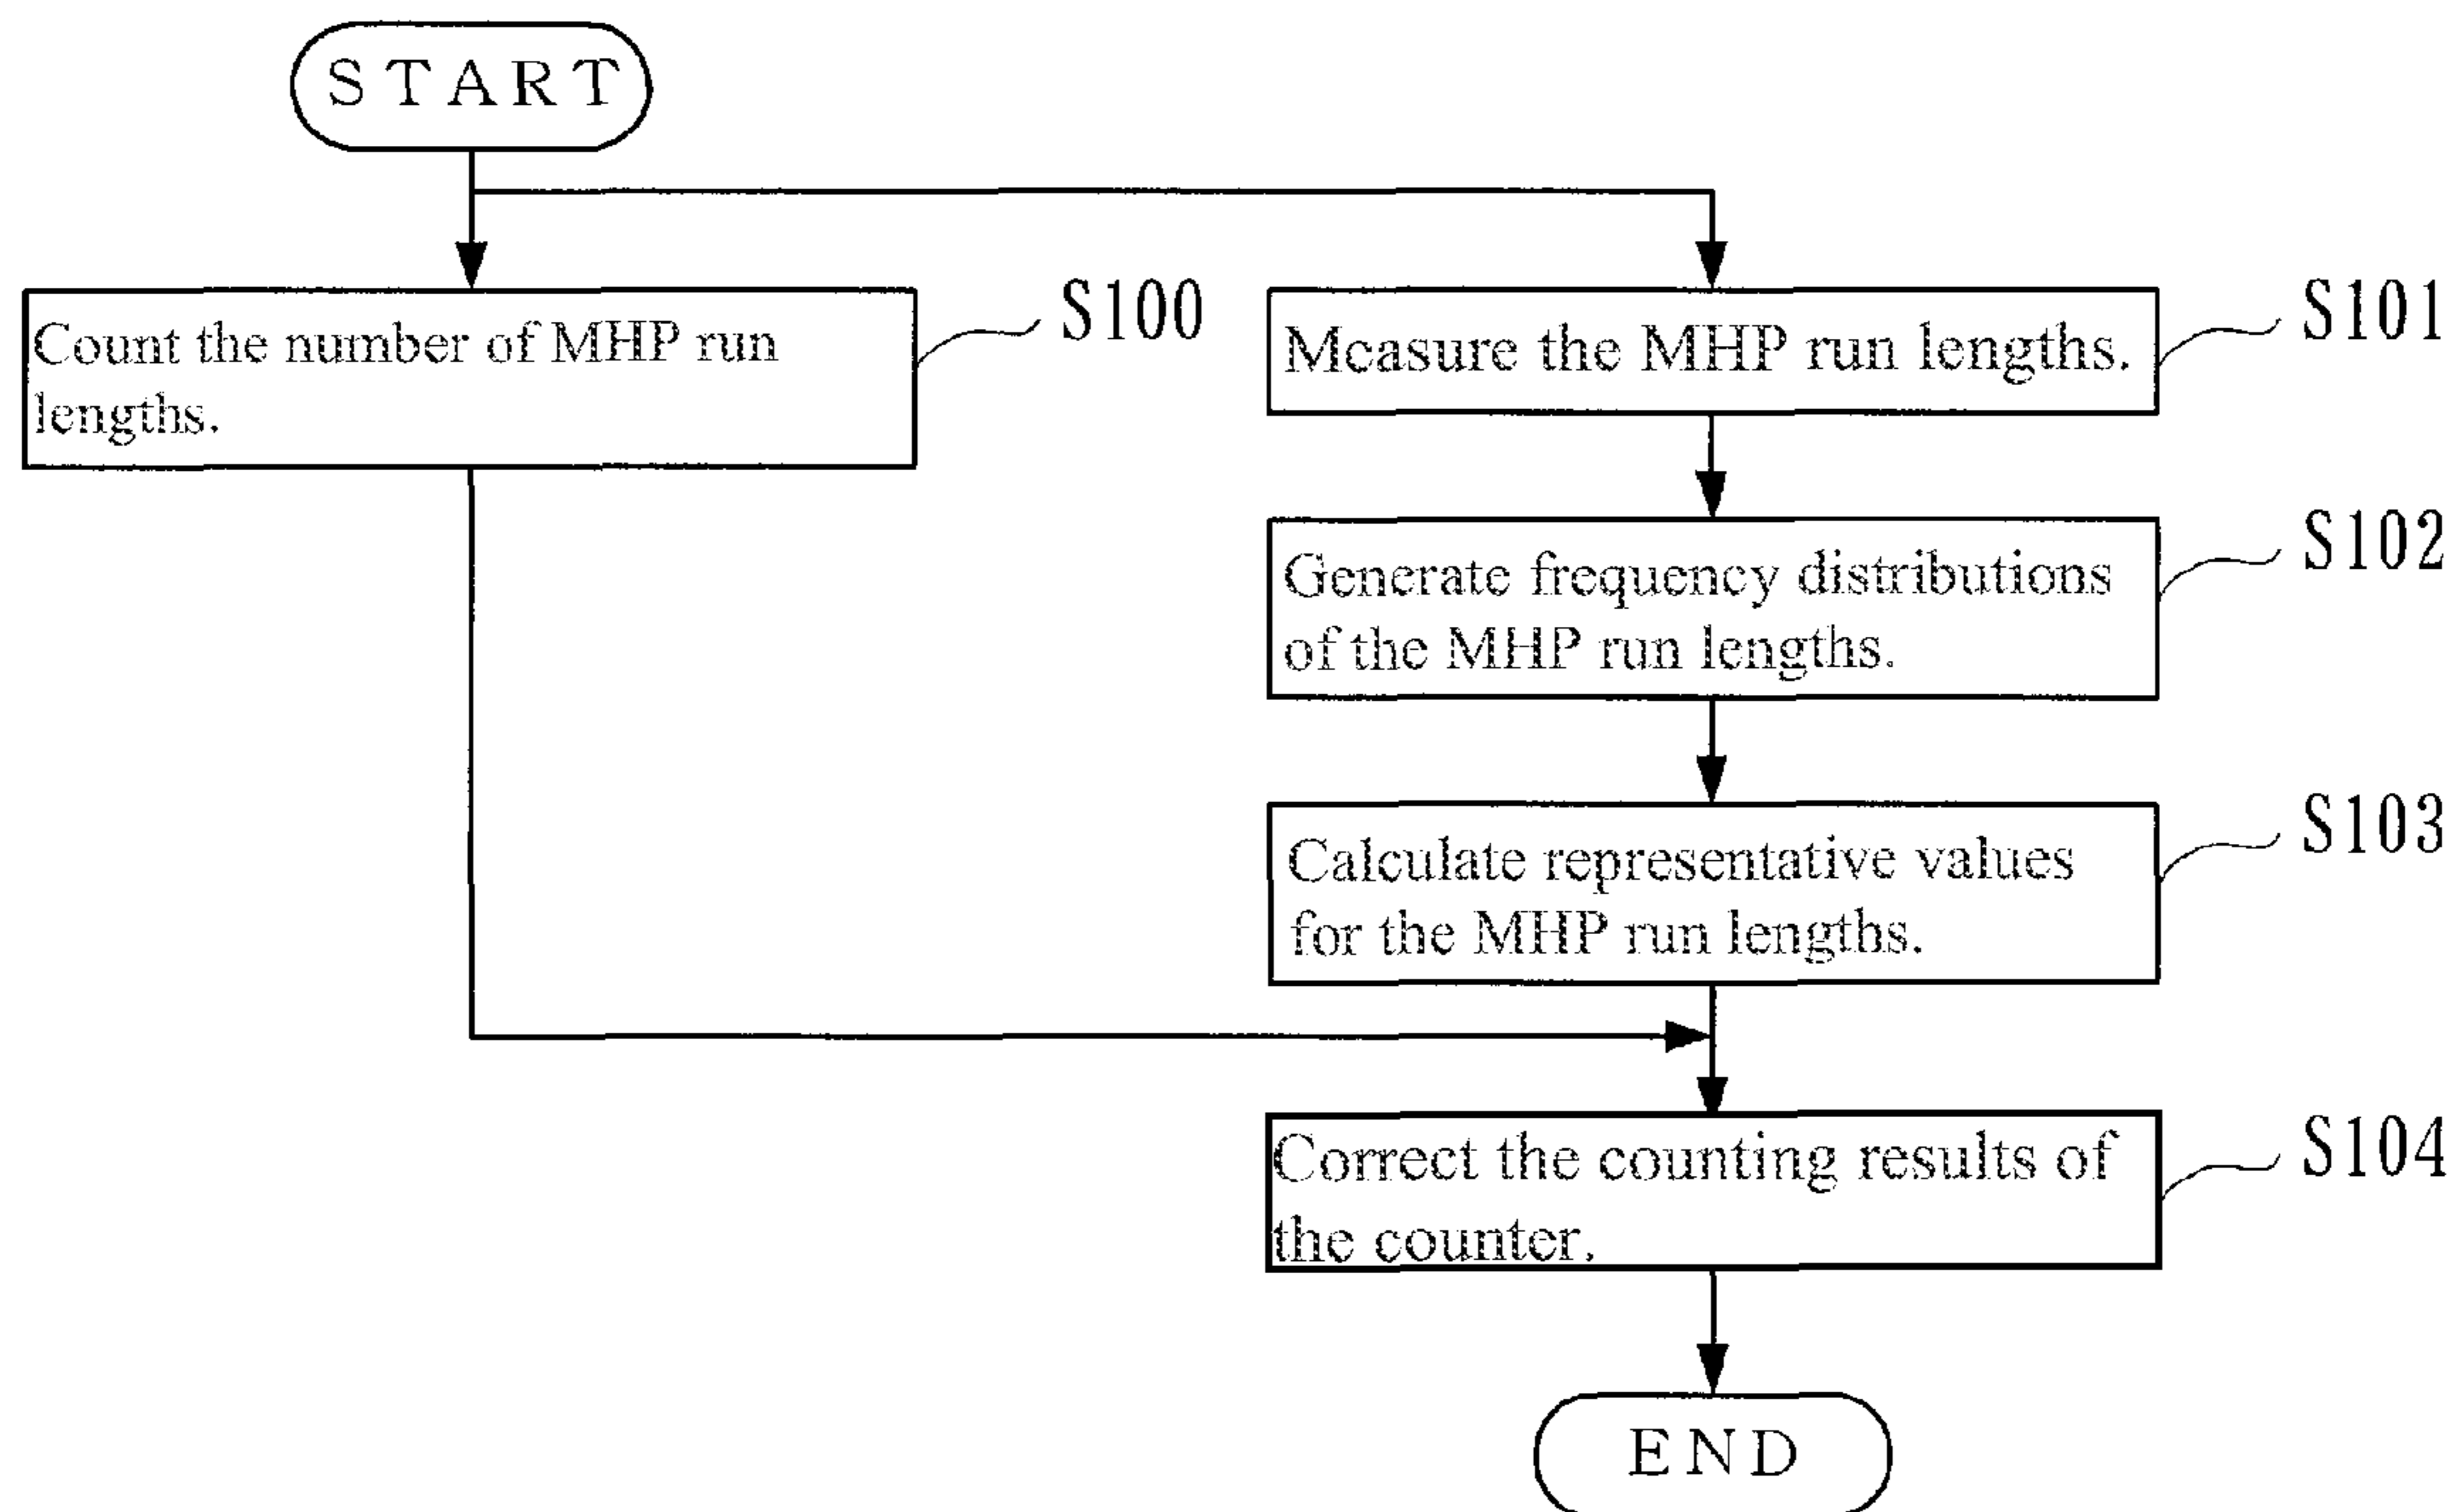 START
Count the number of MHP run
lengths.
S100
Measure the MHP run lengths.
S101
Generate frequency distributions
of the MHP run lengths.
S102
Calculate representative values
for the MHP run lengths.
S103
Correct the counting results of
the counter.
S104
END